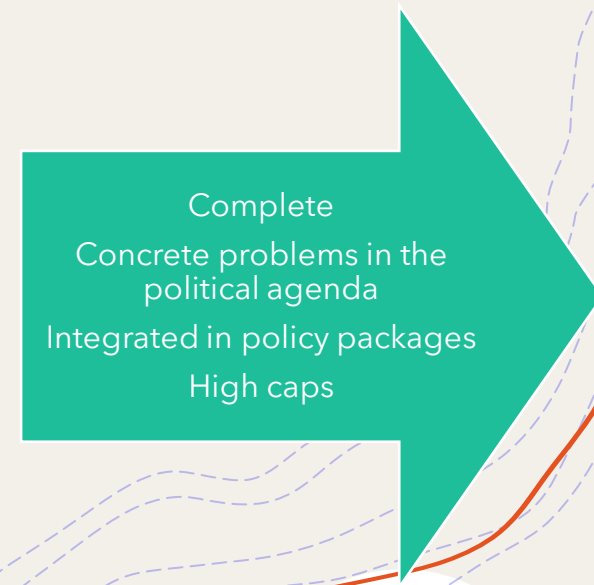 Complete
Concrete problems in the
political agenda
Integrated in policy packages
High caps